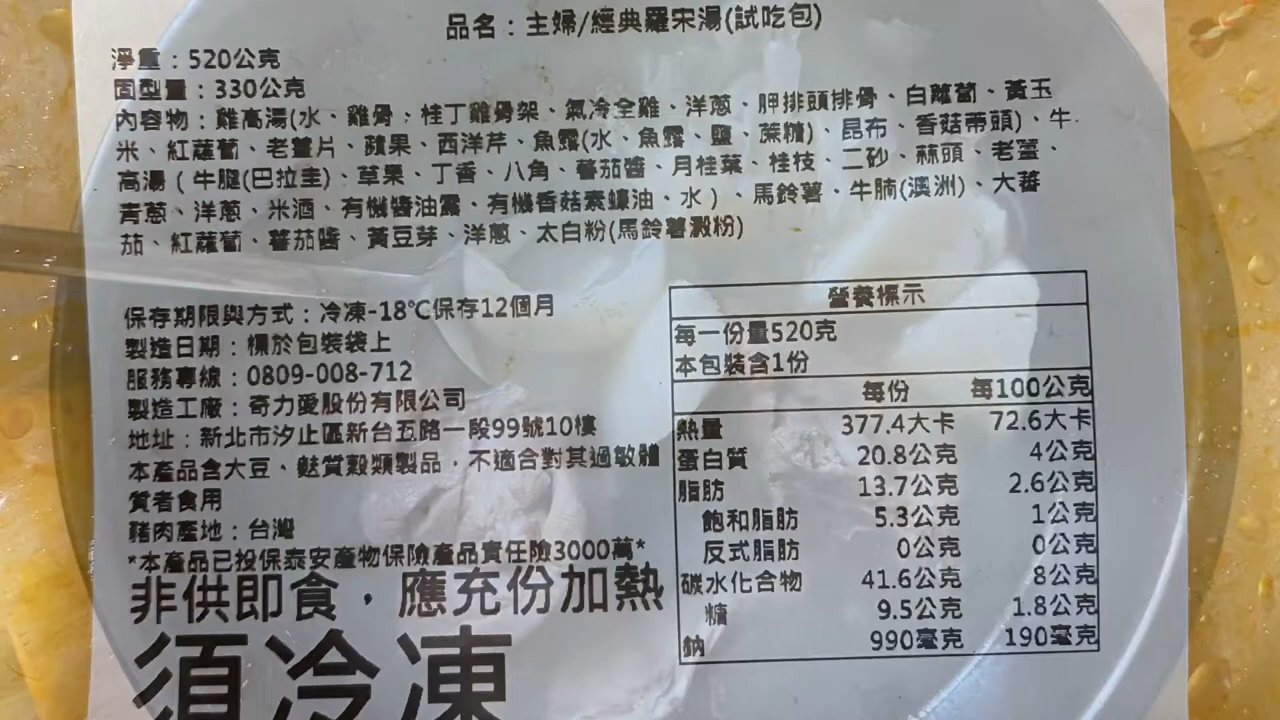 品名：主婦/經典羅宋湯(試吃包)
淨重：520公克
固型量：330公克
內容物：雞高湯(水、雞骨：桂丁雞骨架、氣冷全雞、洋蔥、胛排頭排骨、白蘿蔔、黃玉
米、紅蘿蔔、老薑片、蘋果、西洋芹、魚露(水、魚露、鹽、蔗糖)、昆布、香菇蒂頭)、牛
高湯（牛腱(巴拉圭)、草果、丁香、八角、蕃茄醬、月桂葉、桂枝、二砂、蒜頭、老薑、
青蔥、洋蔥、米酒、有機醬油露、有機香菇素蠔油、水）、馬鈴薯、牛腩(澳洲)、大蕃
茄、紅蘿蔔、蕃茄醬、黃豆芽、洋蔥、太白粉(馬鈴薯澱粉)
保存期限與方式：冷凍-18℃保存12個月
製造日期：標於包裝袋上
服務專線：0809-008-712
製造工廠：奇力愛股份有限公司
地址：新北市汐止區新台五路一段99號10樓
本產品含大豆、麩質穀類製品，不適合對其過敏體
質者食用
豬肉產地：台灣
*本產品已投保泰安產物保險產品責任險3000萬*
非供即食，應充份加熱
須冷凍
營養標示
每一份量520克
本包裝含1份
每份 每100公克
熱量 377.4大卡 72.6大卡
蛋白質 20.8公克 4公克
脂肪 13.7公克 2.6公克
飽和脂肪 5.3公克 1公克
反式脂肪 0公克 0公克
碳水化合物 41.6公克 8公克
糖 9.5公克 1.8公克
鈉 990毫克 190毫克